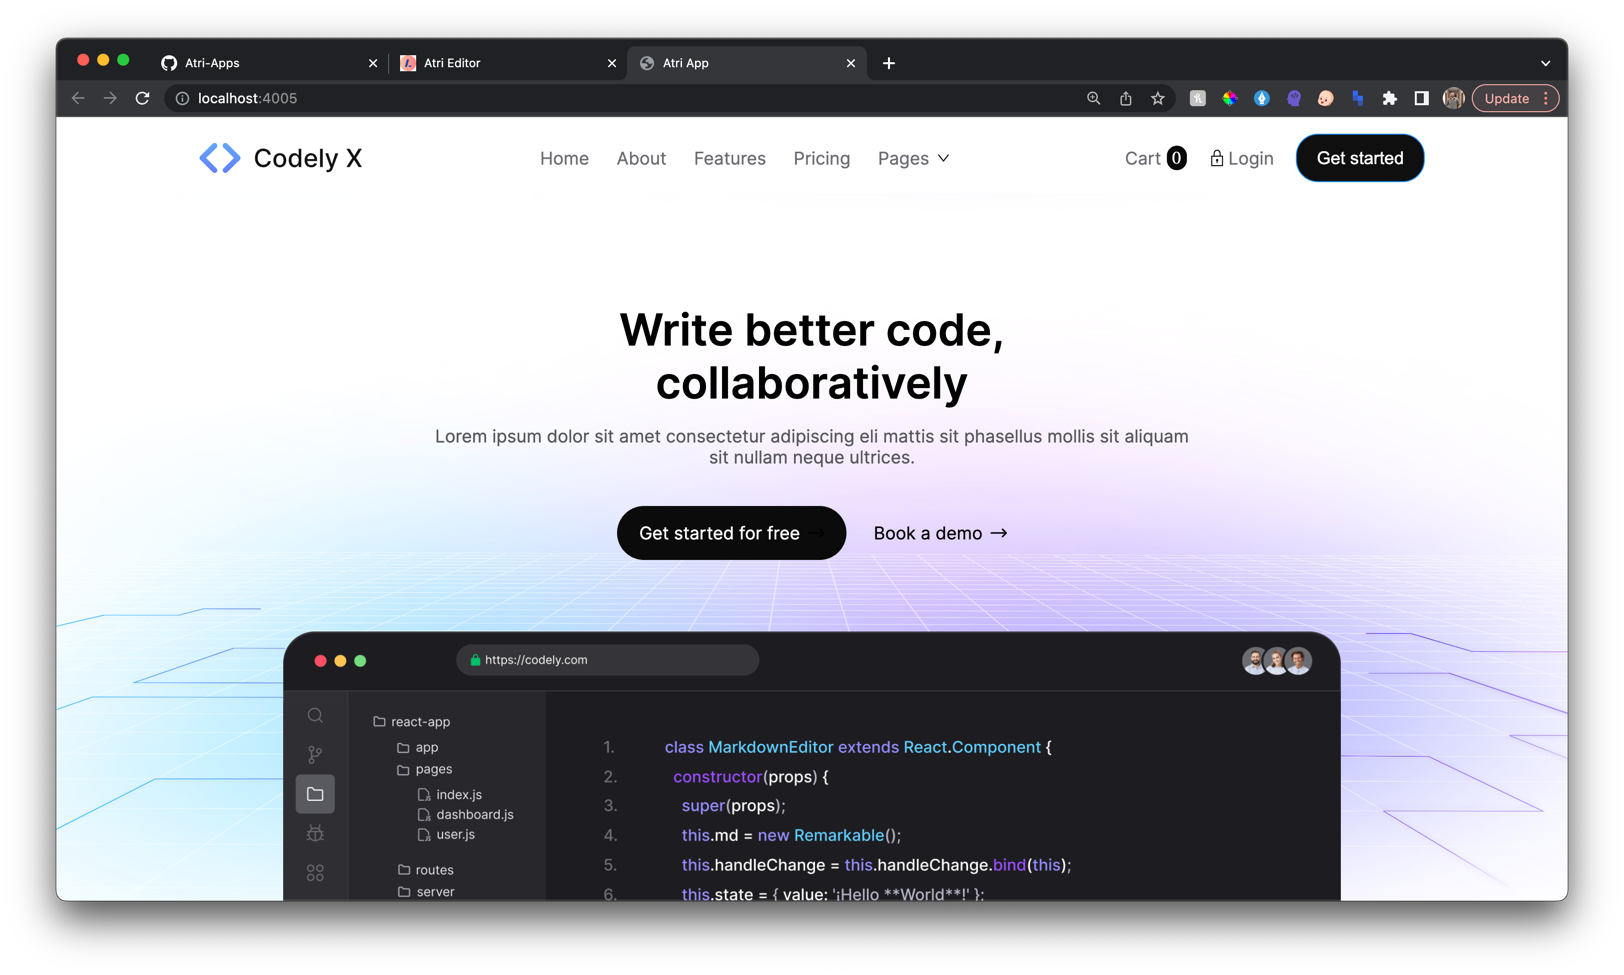 Atri-Apps
Atri Editor
Atri App
localhost:4005
Update
Codely X
Home
About
Features
Pricing
Pages
Cart 0
Login
Get started
Write better code,
collaboratively
Lorem ipsum dolor sit amet consectetur adipiscing eli mattis sit phasellus mollis sit aliquam
sit nullam neque ultrices.
Get started for free →
Book a demo →
https://codely.com
react-app
app
pages
index.js
dashboard.js
user.js
routes
server
1. class MarkdownEditor extends React.Component {
2. constructor(props) {
3. super(props);
4. this.md = new Remarkable();
5. this.handleChange = this.handleChange.bind(this);
6. this.state = { value: '¡Hello **World**!' };